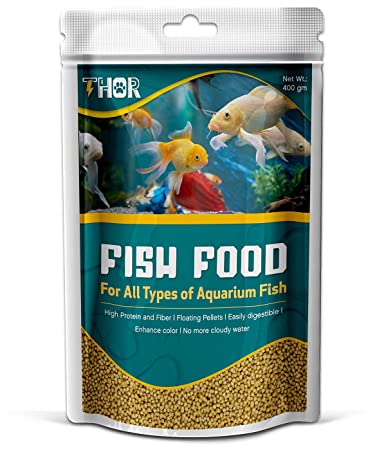 THOR
Net Wt:
400 gm
FISH FOOD
For All Types of Aquarium Fish
High Protein and Fiber | Floating Pellets | Easily digestible |
Enhance color | No more cloudy water